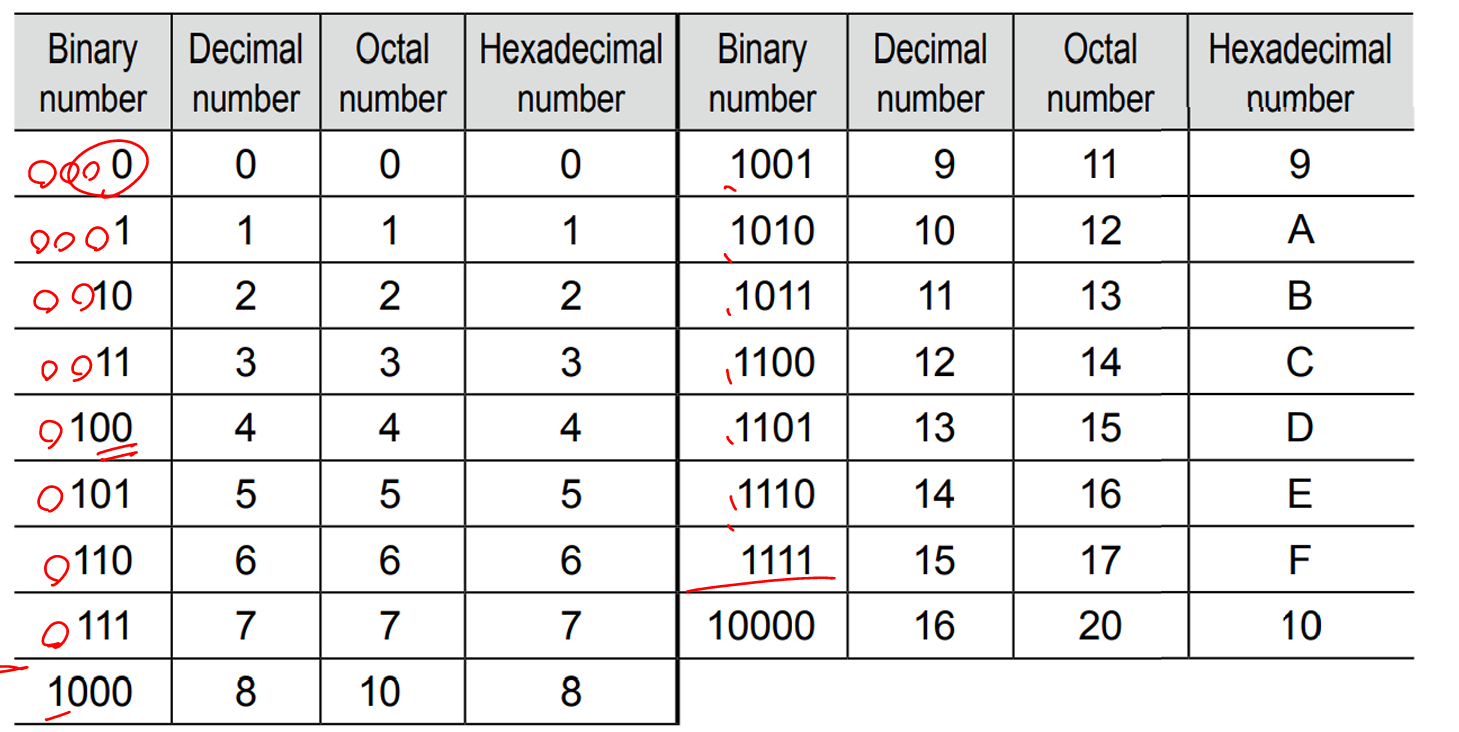 Binary number Decimal number Octal number Hexadecimal number Binary number Decimal number Octal number Hexadecimal number
0000 0 0 0 1001 9 11 9
0001 1 1 1 1010 10 12 A
0010 2 2 2 1011 11 13 B
0011 3 3 3 1100 12 14 C
0100 4 4 4 1101 13 15 D
0101 5 5 5 1110 14 16 E
0110 6 6 6 1111 15 17 F
0111 7 7 7 10000 16 20 10
1000 8 10 8